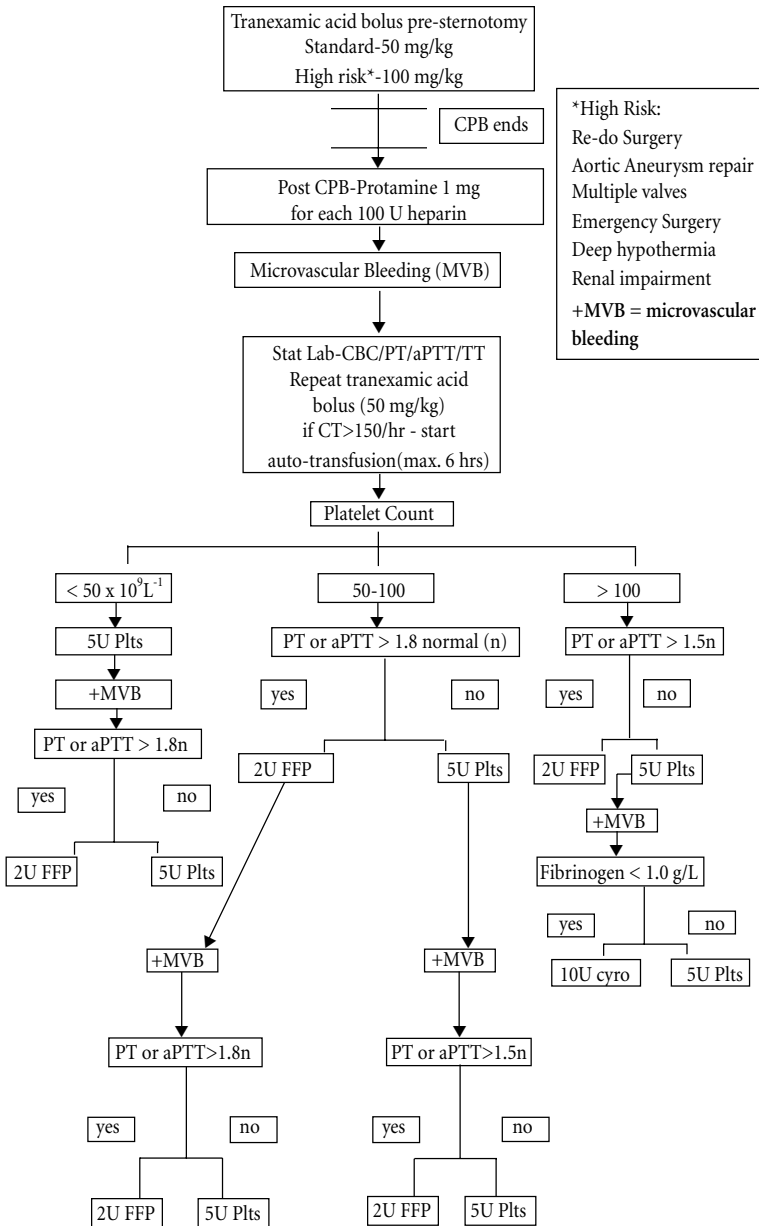 Tranexamic acid bolus pre-sternotomy
Standard-50 mg/kg
High risk*-100 mg/kg
CPB ends
*High Risk:
Re-do Surgery
Aortic Aneurysm repair
Multiple valves
Emergency Surgery
Deep hypothermia
Renal impairment
+MVB = microvascular
bleeding
Post CPB-Protamine 1 mg
for each 100 U heparin
Microvascular Bleeding (MVB)
Stat Lab-CBC/PT/aPTT/TT
Repeat tranexamic acid
bolus (50 mg/kg)
if CT>150/hr - start
auto-transfusion(max. 6 hrs)
Platelet Count
< 50 x 10⁹L⁻¹
50-100
> 100
5U Plts
PT or aPTT > 1.8 normal (n)
PT or aPTT > 1.5n
+MVB
yes
no
yes
no
PT or aPTT > 1.8n
2U FFP
5U Plts
2U FFP
5U Plts
yes
no
+MVB
2U FFP
5U Plts
Fibrinogen < 1.0 g/L
yes
no
+MVB
+MVB
10U cyro
5U Plts
PT or aPTT>1.8n
PT or aPTT>1.5n
yes
no
yes
no
2U FFP
5U Plts
2U FFP
5U Plts